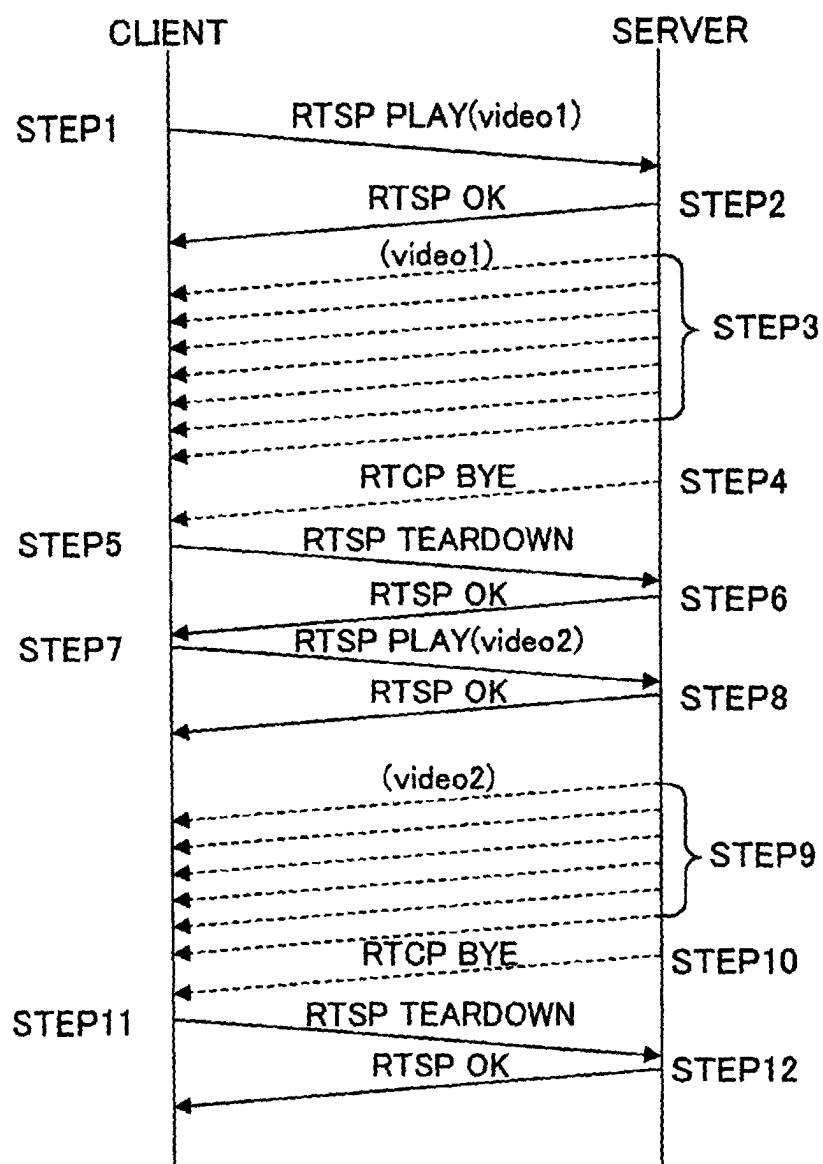 CLIENT
SERVER
STEP1
RTSP PLAY(video1)
RTSP OK
STEP2
(video1)
STEP3
RTCP BYE
STEP4
STEP5
RTSP TEARDOWN
RTSP OK
STEP6
STEP7
RTSP PLAY(video2)
RTSP OK
STEP8
(video2)
STEP9
RTCP BYE
STEP10
STEP11
RTSP TEARDOWN
RTSP OK
STEP12